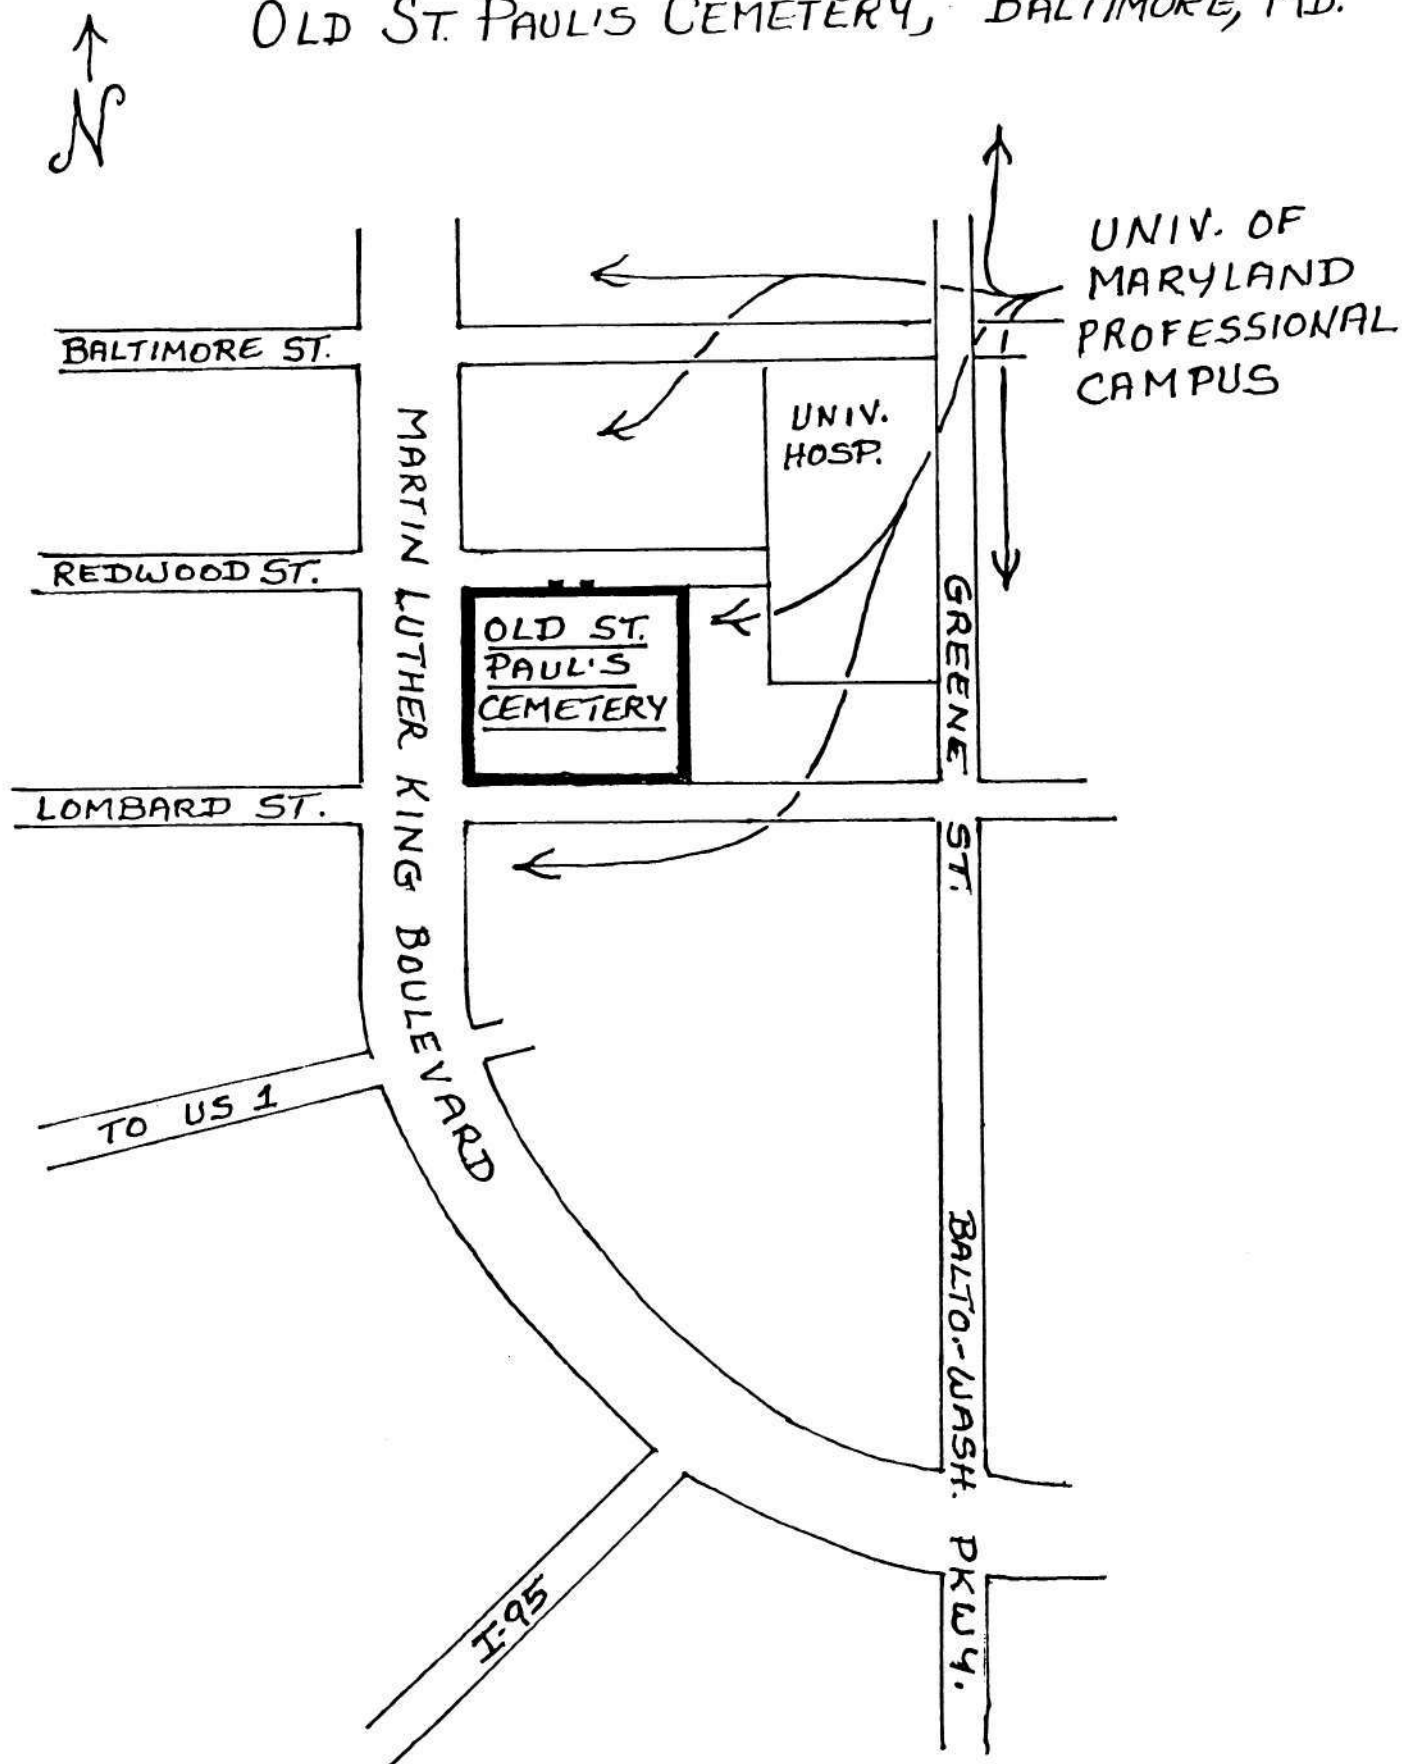 OLD ST. PAUL'S CEMETERY, BALTIMORE, MD.
N
UNIV. OF
MARYLAND
PROFESSIONAL
CAMPUS
BALTIMORE ST.
UNIV.
HOSP.
MARTIN LUTHER KING BOULEVARD
REDWOOD ST.
OLD ST.
PAUL'S
CEMETERY
GREENE ST.
LOMBARD ST.
TO US 1
BALTO.-WASH. PKWY.
I-95